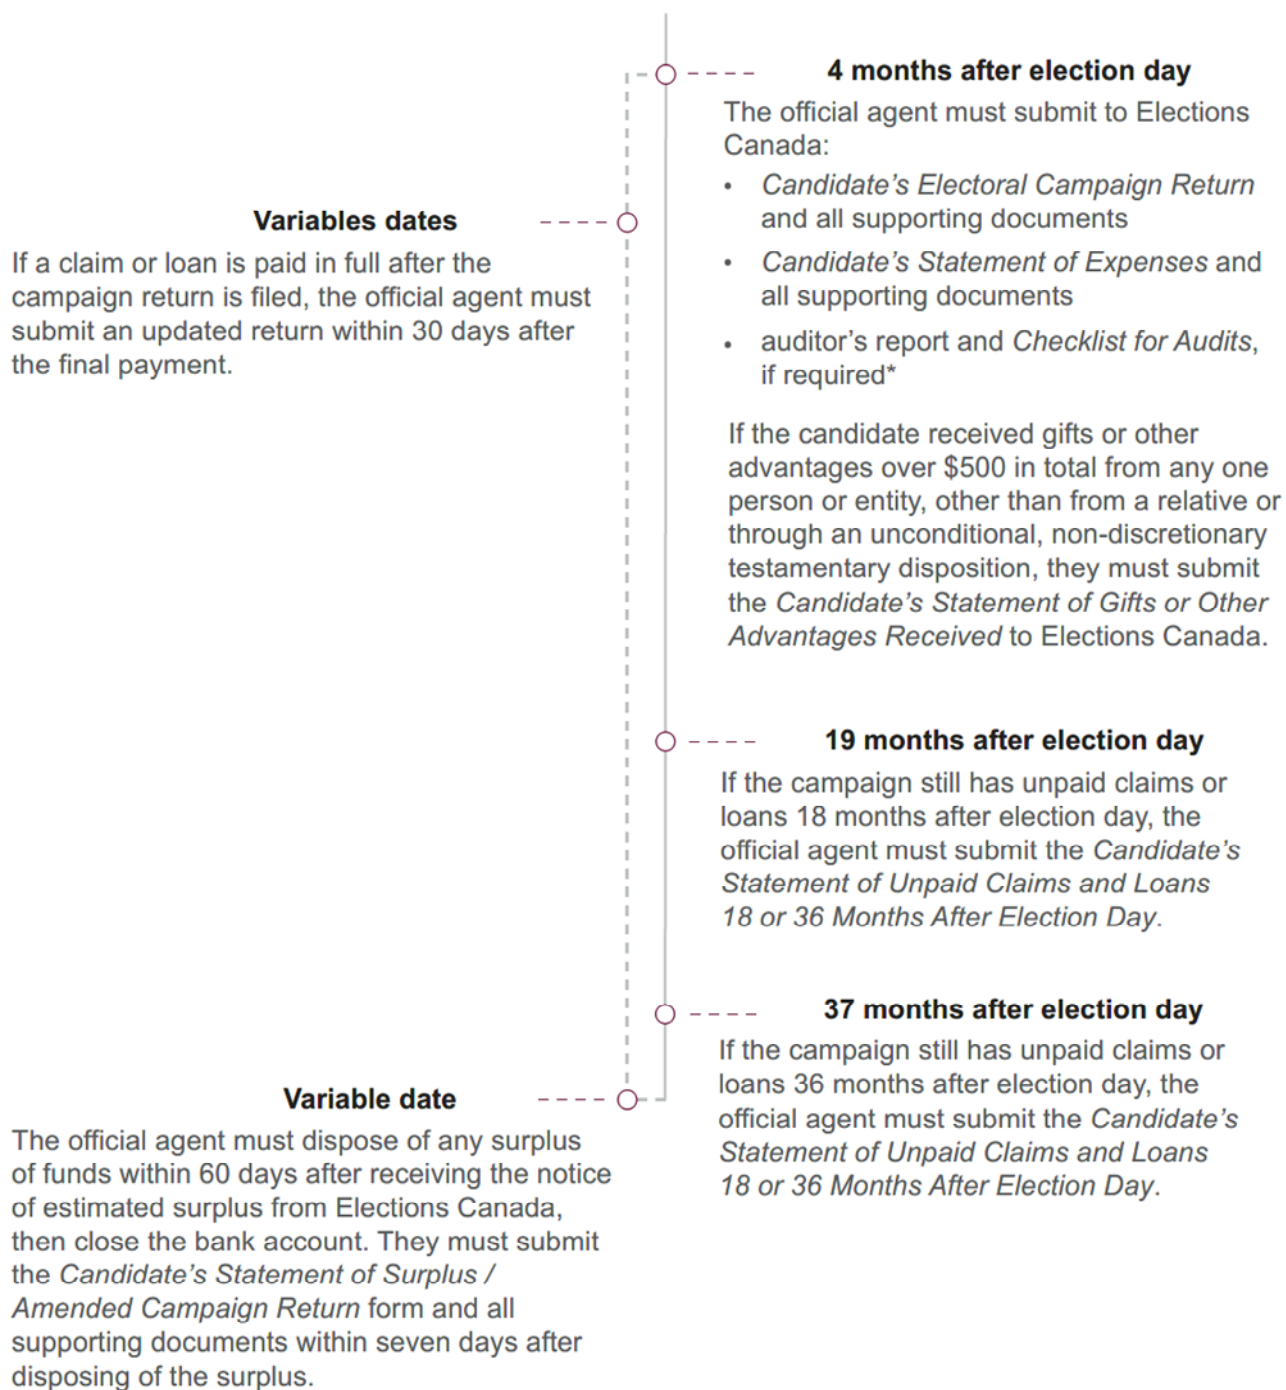 4 months after election day
The official agent must submit to Elections
Canada:
• Candidate's Electoral Campaign Return
and all supporting documents
• Candidate's Statement of Expenses and
all supporting documents
• auditor's report and Checklist for Audits,
if required*
If the candidate received gifts or other
advantages over $500 in total from any one
person or entity, other than from a relative or
through an unconditional, non-discretionary
testamentary disposition, they must submit
the Candidate's Statement of Gifts or Other
Advantages Received to Elections Canada.
Variables dates
If a claim or loan is paid in full after the
campaign return is filed, the official agent must
submit an updated return within 30 days after
the final payment.
19 months after election day
If the campaign still has unpaid claims or
loans 18 months after election day, the
official agent must submit the Candidate's
Statement of Unpaid Claims and Loans
18 or 36 Months After Election Day.
37 months after election day
If the campaign still has unpaid claims or
loans 36 months after election day, the
official agent must submit the Candidate's
Statement of Unpaid Claims and Loans
18 or 36 Months After Election Day.
Variable date
The official agent must dispose of any surplus
of funds within 60 days after receiving the notice
of estimated surplus from Elections Canada,
then close the bank account. They must submit
the Candidate's Statement of Surplus /
Amended Campaign Return form and all
supporting documents within seven days after
disposing of the surplus.